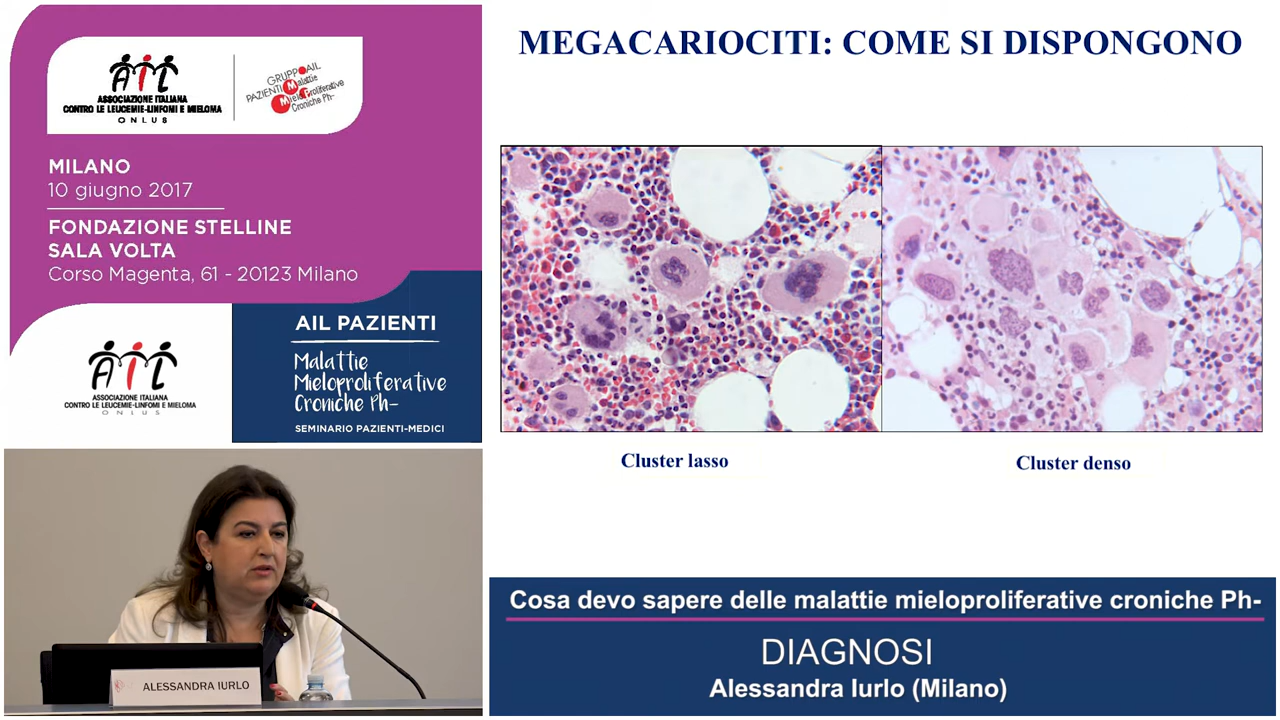 AIL
ASSOCIAZIONE ITALIANA
CONTRO LE LEUCEMIE-LINFOMI E MIELOMA
ONLUS
GRUPPOAIL
PAZIENTI Malattie
MieloProliferative
Croniche Ph-
MILANO
10 giugno 2017
FONDAZIONE STELLINE
SALA VOLTA
Corso Magenta, 61 - 20123 Milano
AIL
ASSOCIAZIONE ITALIANA
CONTRO LE LEUCEMIE-LINFOMI E MIELOMA
ONLUS
AIL PAZIENTI
Malattie
Mieloproliferative
Croniche Ph-
SEMINARIO PAZIENTI-MEDICI
ALESSANDRA IURLO
MEGACARIOCITI: COME SI DISPONGONO
Cluster lasso
Cluster denso
Cosa devo sapere delle malattie mieloproliferative croniche Ph-
DIAGNOSI
Alessandra Iurlo (Milano)